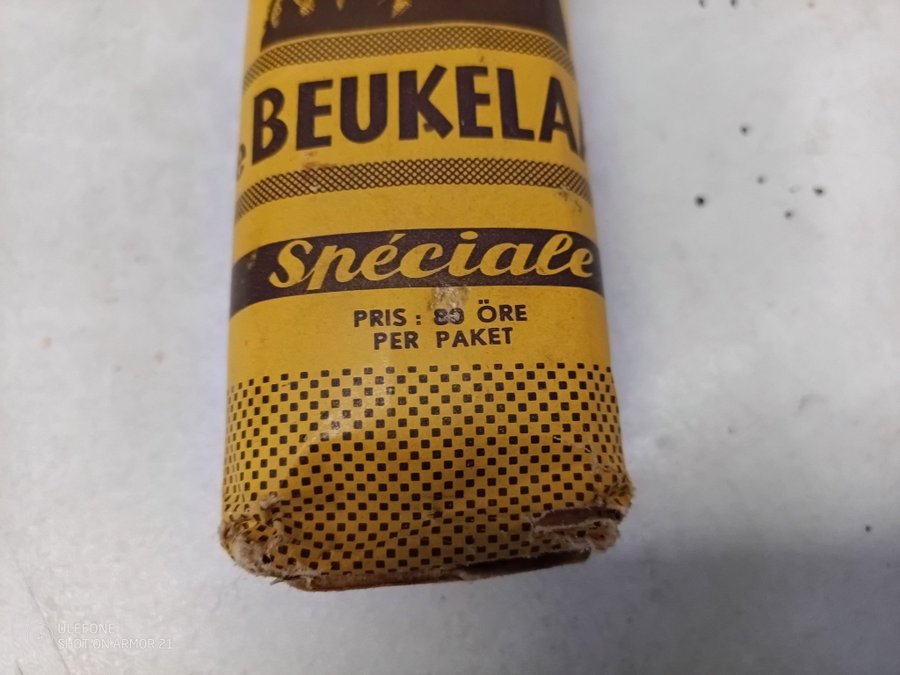 e BEUKELA
Spéciale
PRIS: 80 ÖRE
PER PAKET
ULEFONE
SHOT ON ARMOR 21